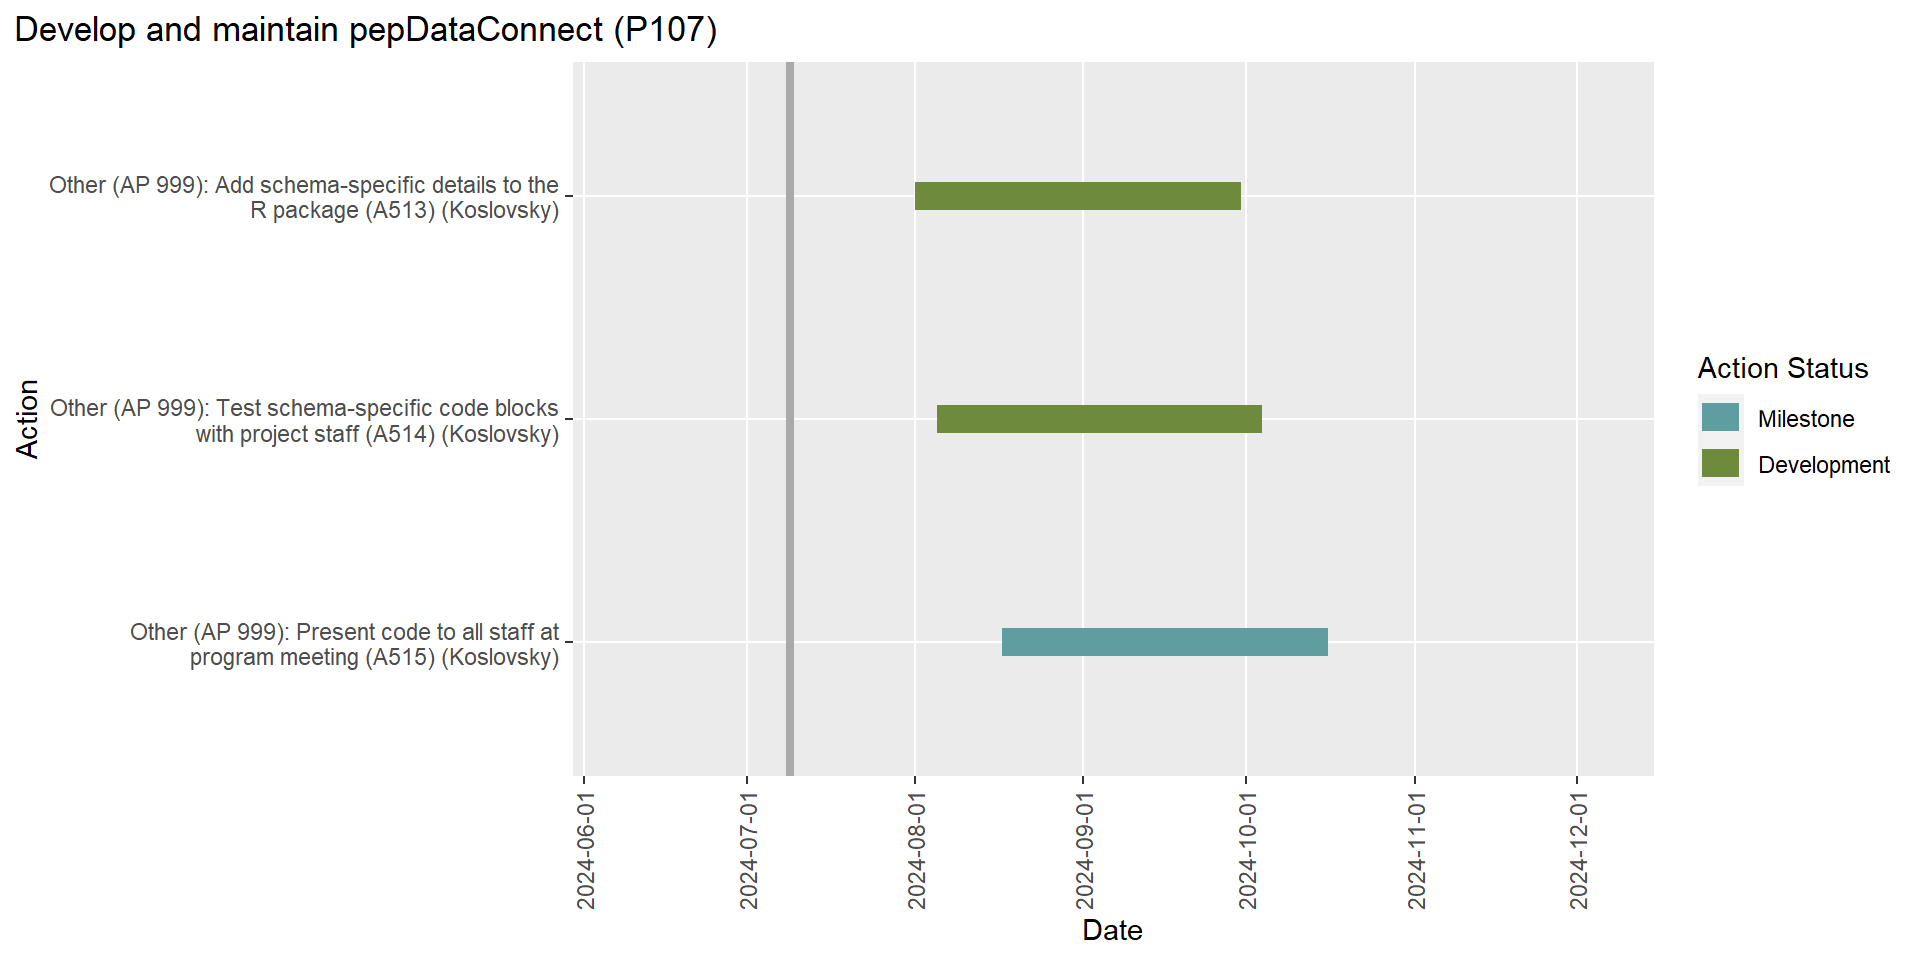 Develop and maintain pepDataConnect (P107)
Other (AP 999): Add schema-specific details to the
R package (A513) (Koslovsky)
Other (AP 999): Test schema-specific code blocks
with project staff (A514) (Koslovsky)
Other (AP 999): Present code to all staff at
program meeting (A515) (Koslovsky)
Action
2024-06-01
2024-07-01
2024-08-01
2024-09-01
2024-10-01
2024-11-01
2024-12-01
Date
Action Status
Milestone
Development